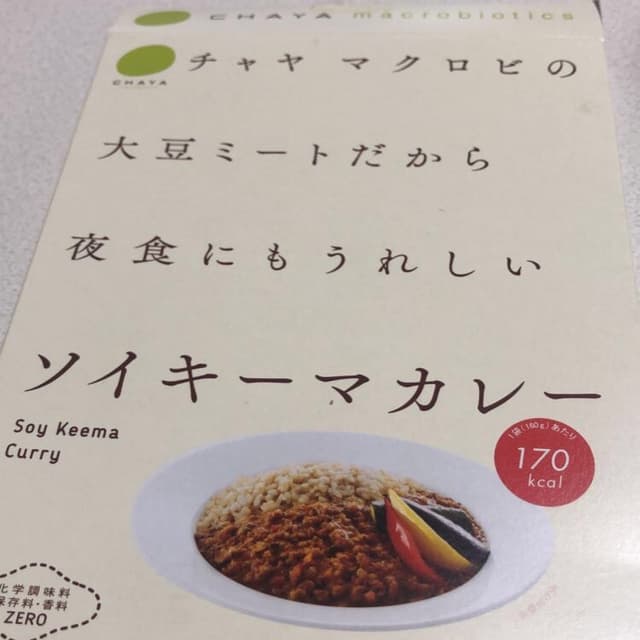 CHAYA macrobiotics
CHAYA
チャヤ マクロビの
大豆ミートだから
夜食にもうれしい
ソイキーマカレー
Soy Keema
Curry
1袋(160g)あたり
170
kcal
化学調味料
保存料・香料
ZERO